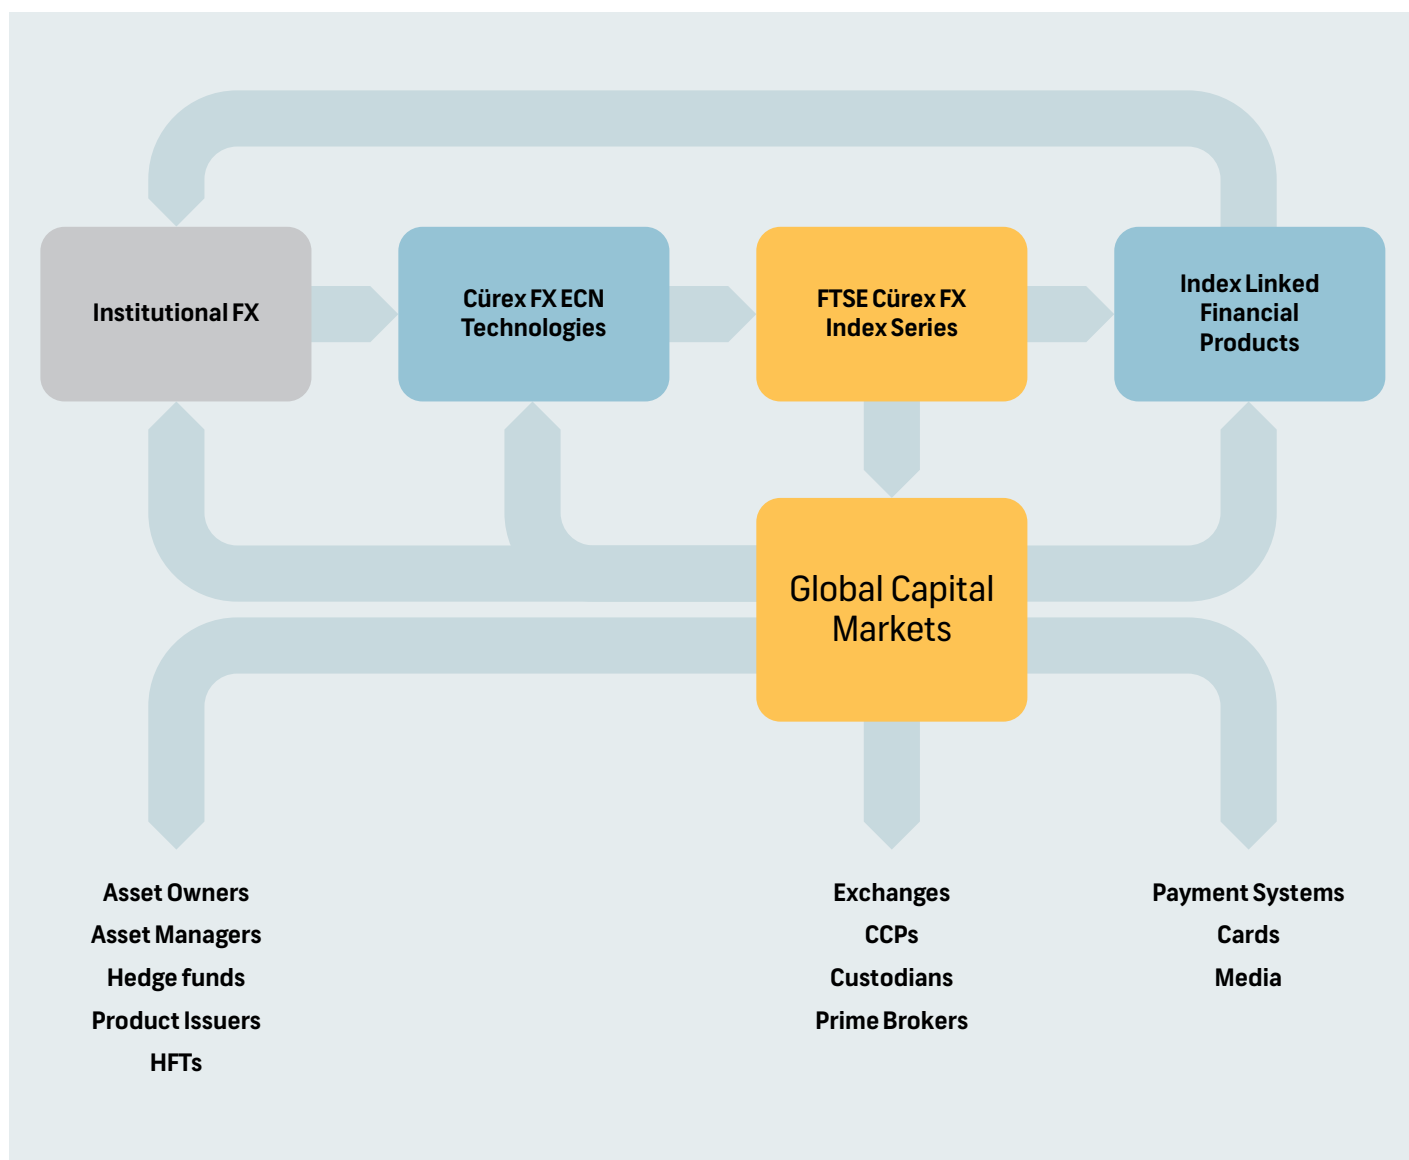 Institutional FX
Cürex FX ECN
Technologies
FTSE Cürex FX
Index Series
Index Linked
Financial
Products
Global Capital
Markets
Asset Owners
Asset Managers
Hedge funds
Product Issuers
HFTs
Exchanges
CCPs
Custodians
Prime Brokers
Payment Systems
Cards
Media